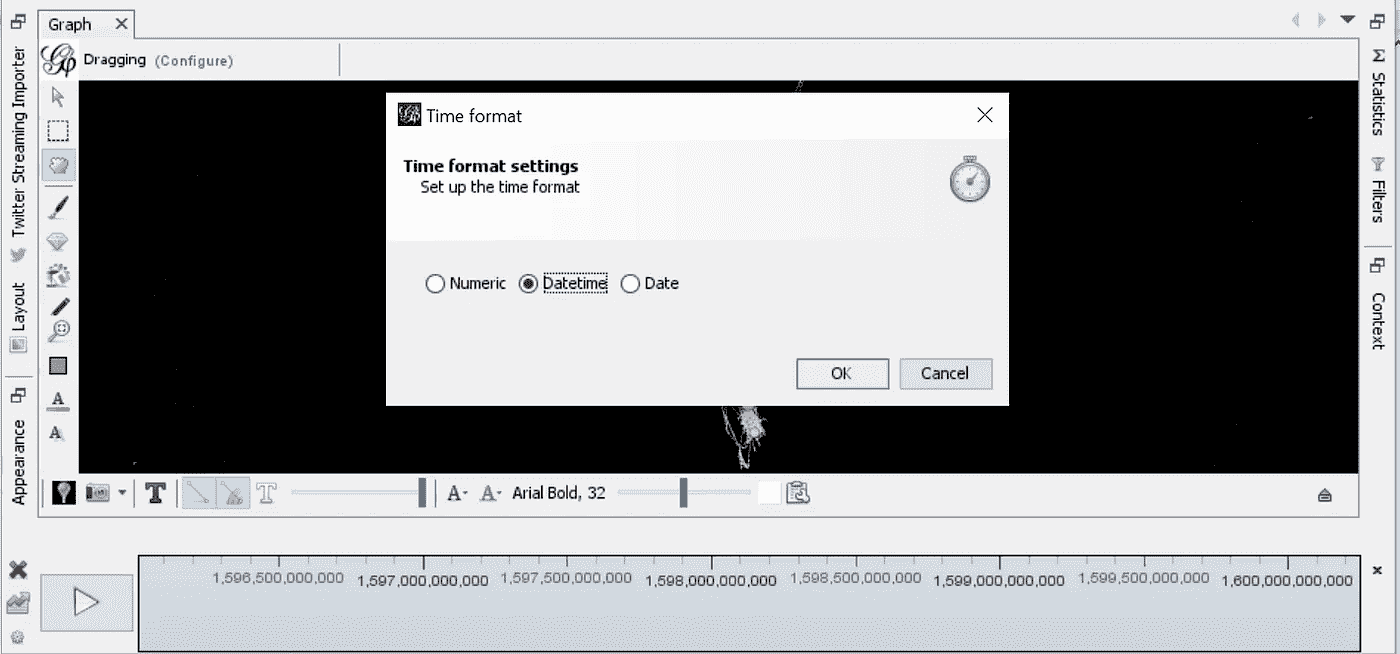 Graph
Dragging (Configure)
Twitter Streaming Importer
Layout
Appearance
Time format
Time format settings
Set up the time format
Numeric Datetime Date
OK Cancel
Statistics
Filters
Context
T T A- A- Arial Bold, 32
1,596,500,000,000 1,597,000,000,000 1,597,500,000,000 1,598,000,000,000 1,598,500,000,000 1,599,000,000,000 1,599,500,000,000 1,600,000,000,000